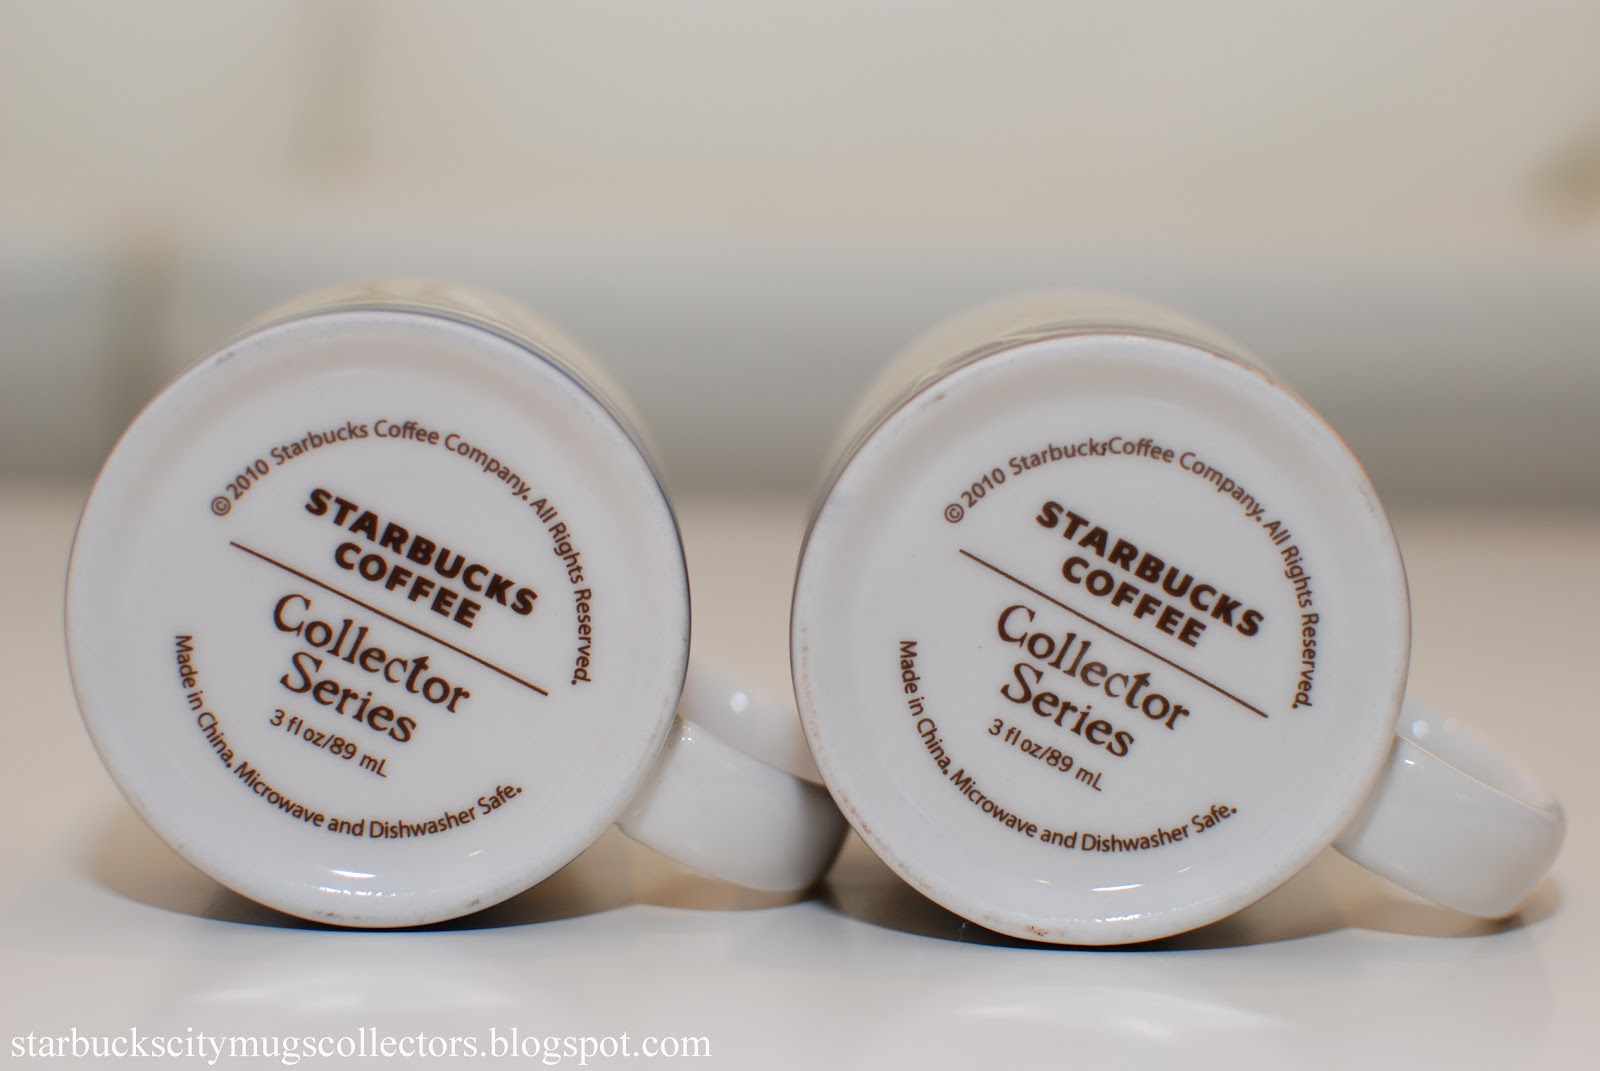 © 2010 Starbucks Coffee Company. All Rights Reserved.
STARBUCKS
COFFEE
Collector
Series
3 fl oz/89 mL
Made in China. Microwave and Dishwasher Safe.
© 2010 Starbucks Coffee Company. All Rights Reserved.
STARBUCKS
COFFEE
Collector
Series
3 fl oz/89 mL
Made in China. Microwave and Dishwasher Safe.
starbuckscitymugscollectors.blogspot.com